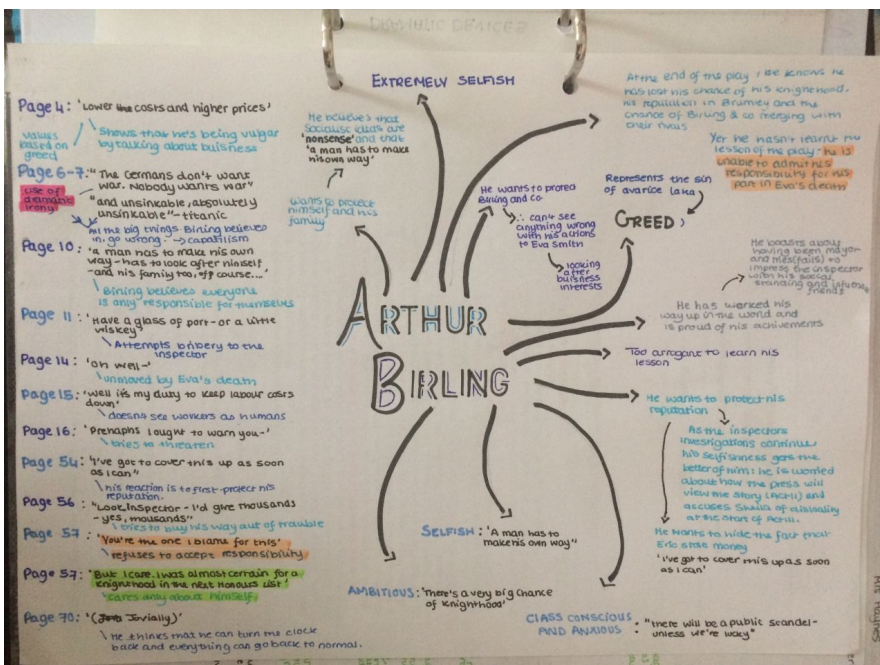 DRAMATIC DEVICES
EXTREMELY SELFISH
Page 4: 'Lower the costs and higher prices'
values
based on
greed
Shows that he's being vulgar
by talking about buisness
Page 6-7: "The Germans don't want
war. Nobody wants war"
use of
dramatic
irony
"and unsinkable, absolutely
unsinkable" - titanic
All the big things Birling believed
in, go wrong. → capatilism
Page 10: 'a man has to make his own
way - has to look after himself
- and his family too, off course...'
Birling believes everyone
is only responsible for themselves
Page 11: 'Have a glass of port - or a little
wiskey'
Attempts bribery to the
inspector
Page 14: 'oh well-'
unmoved by Eva's death
Page 15: 'well it's my duty to keep labour costs
down'
doesn't see workers as humans
Page 16: 'Prehaphs I ought to warn you-'
tries to threaten
Page 54: 'I've got to cover this up as soon
as I can"
his reaction is to first-protect his
reputation.
Page 56: "Look, Inspector - I'd give thousands
- yes, thousands"
tries to buy his way out of trouble
Page 57: 'You're the one I blame for this'
refuses to accept responsibility
Page 57: 'But I care. I was almost certain for a
knighthood in the next Honours List'
cares only about himself
Page 70: '(Jovially)'
He thinks that he can turn the clock
back and everything can go back to normal.
He believes that
Socialist ideas are
'nonsense' and that
'a man has to make
his own way'
wants to protect
himself and his
family
ARTHUR
BIRLING
He wants to protect
Birling and co
∴ can't see
anything wrong
with his actions
to Eva Smith
looking
after
buisness
interests
At the end of the play, he knows he
has lost his chance of his knighthood,
his reputation in Brumley and the
chance of Birling & co merging with
their rivals
Yet he hasn't learnt the
lesson of the play - he is
unable to admit his
responsibility for his
part in Eva's death
Represents the sin
of avarice
GREED
He boasts about
having been mayor
and tries (fails) to
impress the inspector
with his social
standing and
friends
He has worked his
way up in the world and
is proud of his achivements
Too arrogant to learn his
lesson
He wants to protect his
reputation
As the inspectors
investigations continue,
his selfishness gets the
better of him: he is worried
about how the press will
view the story (Act II) and
accuses Sheila of disloyality
at the start of Act III.
He wants to hide the fact that
Eric stole money
'I've got to cover this up as soon
as I can'
SELFISH: 'A man has to
make his own way"
AMBITIOUS: 'There's a very big chance
of knighthood'
CLASS CONSCIOUS
AND ANXIOUS: "there will be a public scandel-
unless we're lucky"